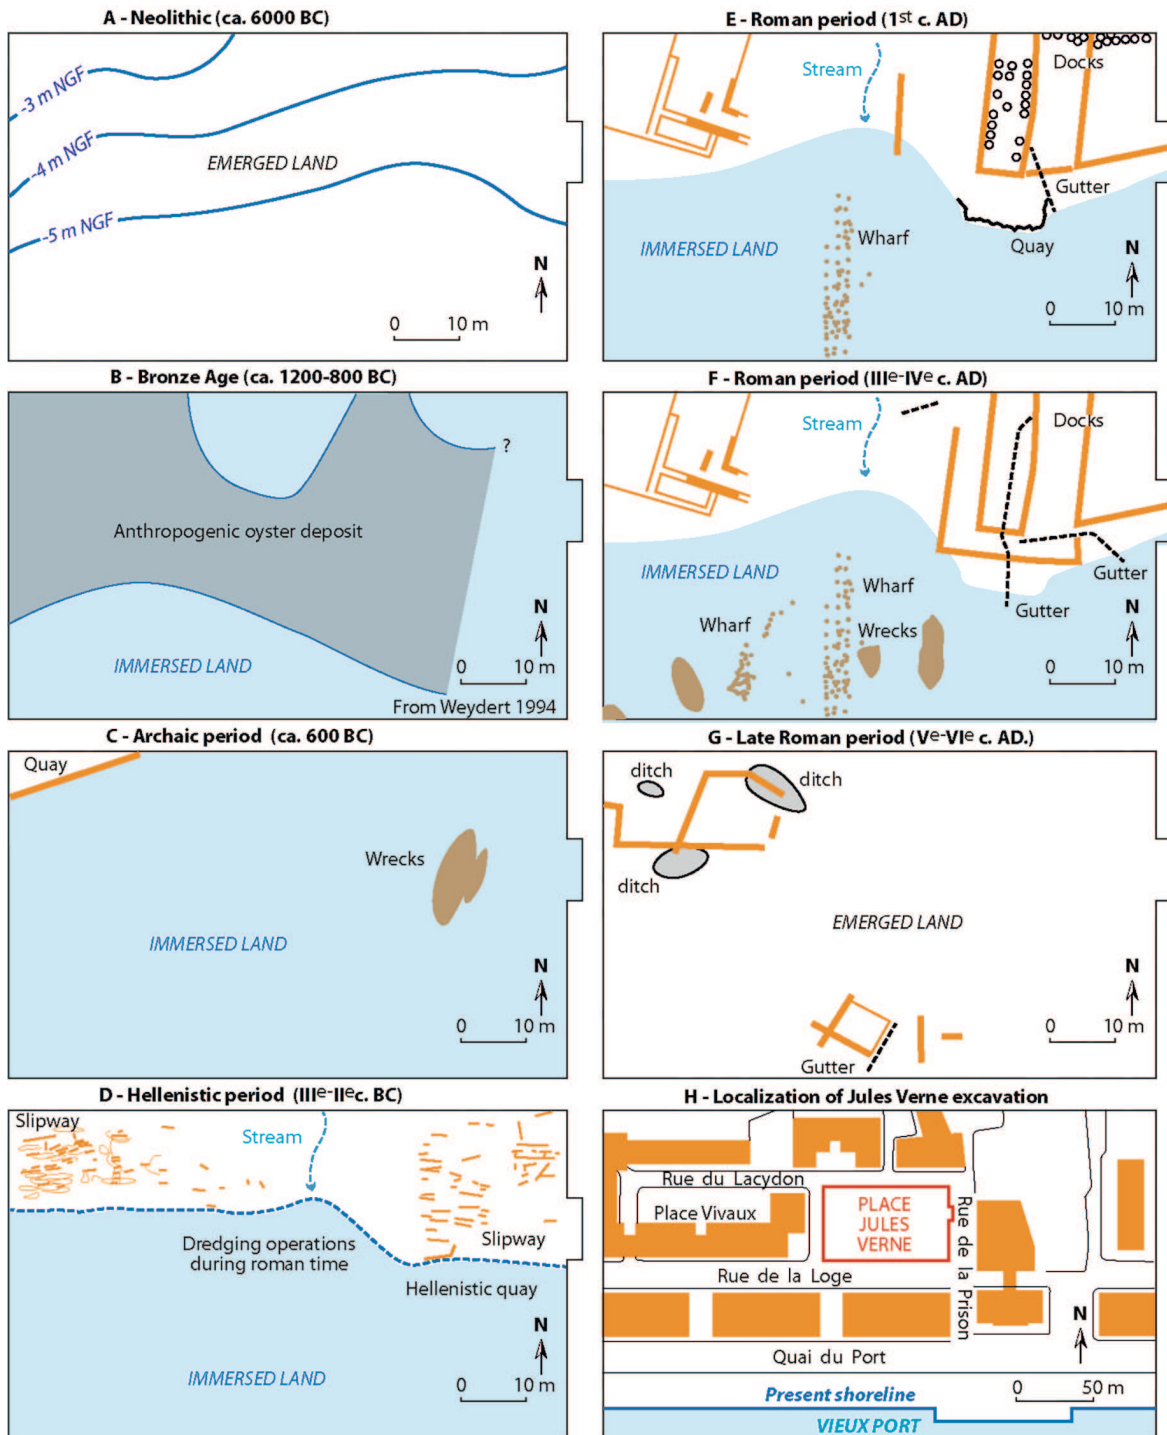 A - Neolithic (ca. 6000 BC)
-3 m NGF
-4 m NGF
EMERGED LAND
-5 m NGF
N
0 10 m
B - Bronze Age (ca. 1200-800 BC)
?
Anthropogenic oyster deposit
N
IMMERSED LAND
0 10 m
From Weydert 1994
C - Archaic period (ca. 600 BC)
Quay
Wrecks
IMMERSED LAND
N
0 10 m
D - Hellenistic period (IIIe-IIe c. BC)
Slipway
Stream
Slipway
Dredging operations
during roman time
Hellenistic quay
N
IMMERSED LAND
0 10 m
E - Roman period (1st c. AD)
Stream
Docks
Gutter
Wharf
IMMERSED LAND
Quay
N
0 10 m
F - Roman period (IIIe-IVe c. AD)
Stream
Docks
IMMERSED LAND
Wharf
Gutter
Gutter
Wharf
Wrecks
N
0 10 m
G - Late Roman period (Ve-VIe c. AD.)
ditch
ditch
ditch
EMERGED LAND
N
0 10 m
Gutter
H - Localization of Jules Verne excavation
Rue du Lacydon
Place Vivaux
PLACE
JULES
VERNE
Rue de la Prison
Rue de la Loge
N
Quai du Port
Present shoreline
0 50 m
VIEUX PORT